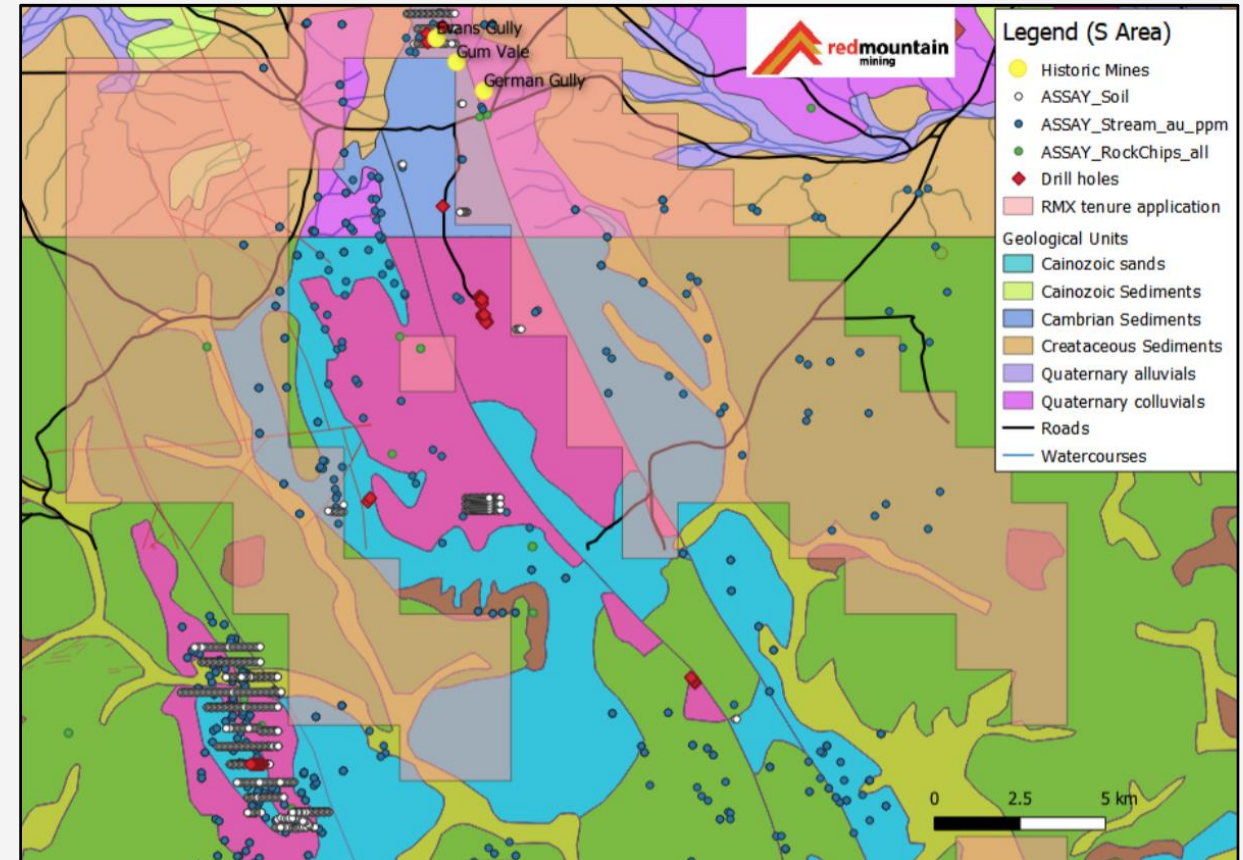 Evans Gully
Gum Vale
German Gully
redmountain
mining
Legend (S Area)
Historic Mines
ASSAY_Soil
ASSAY_Stream_au_ppm
ASSAY_RockChips_all
Drill holes
RMX tenure application
Geological Units
Cainozoic sands
Cainozoic Sediments
Cambrian Sediments
Creataceous Sediments
Quaternary alluvials
Quaternary colluvials
Roads
Watercourses
0 2.5 5 km